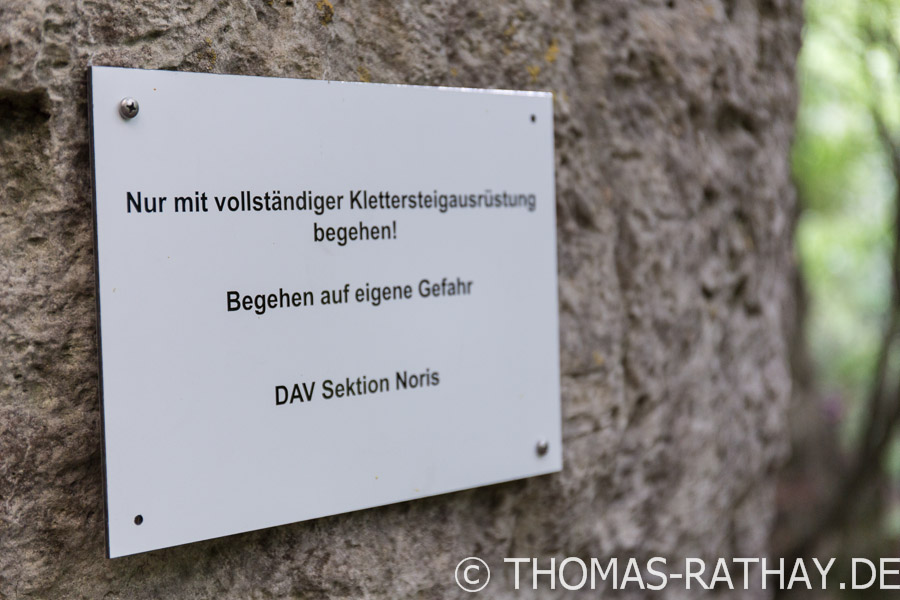 Nur mit vollständiger Klettersteigausrüstung
begehen!
Begehen auf eigene Gefahr
DAV Sektion Noris
© THOMAS-RATHAY.DE